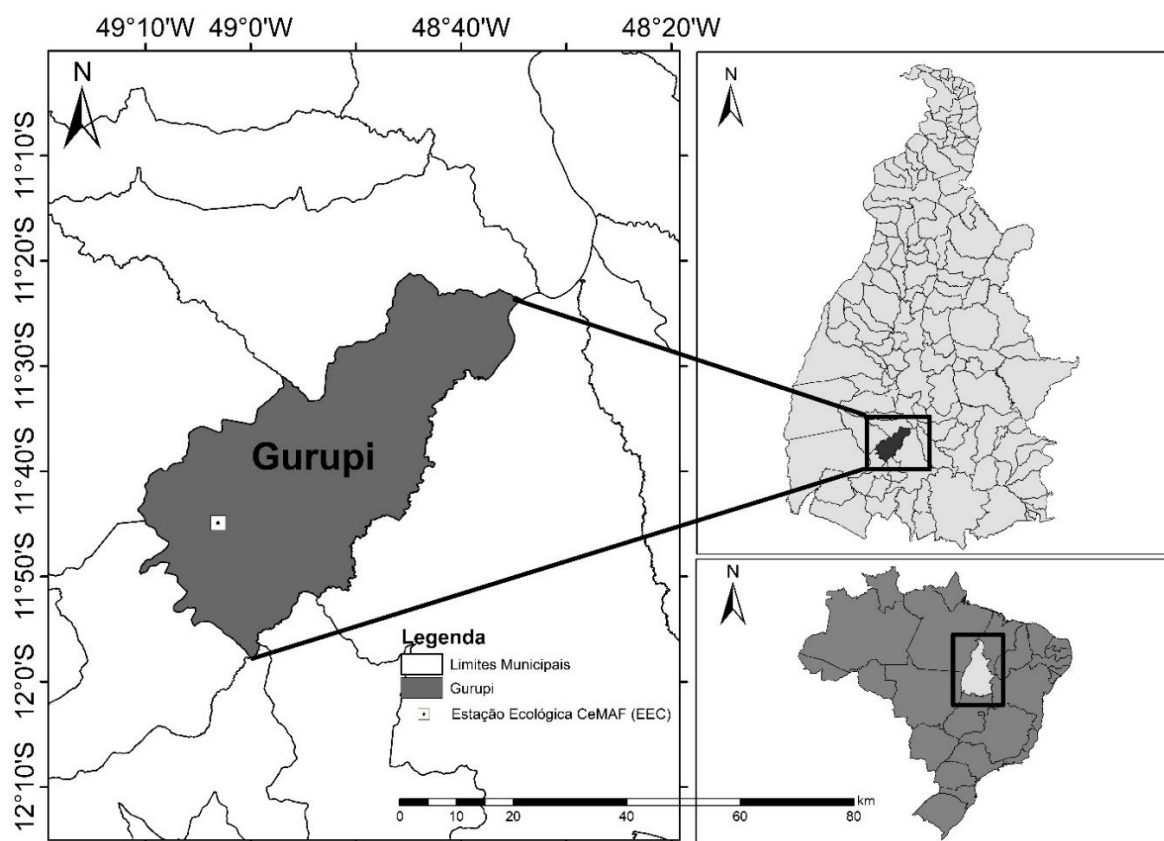 49°10'W 49°0'W 48°40'W 48°20'W
N
11°10'S
11°20'S
11°30'S
11°40'S
11°50'S
12°0'S
12°10'S
Gurupi
Legenda
Limites Municipais
Gurupi
Estação Ecológica CeMAF (EEC)
0 10 20 40 60 80 km
N
N